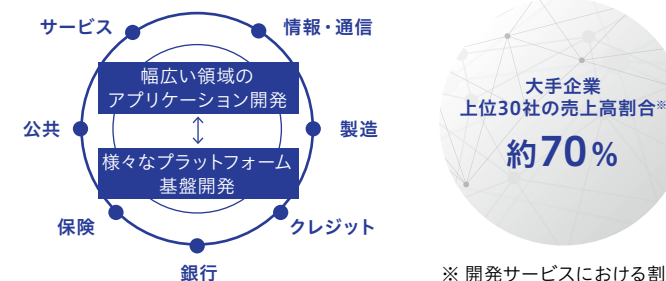 サービス
情報・通信
幅広い領域の
アプリケーション開発
公共
製造
様々なプラットフォーム
基盤開発
保険
クレジット
銀行
大手企業
上位30社の売上高割合※
約70%
※ 開発サービスにおける割